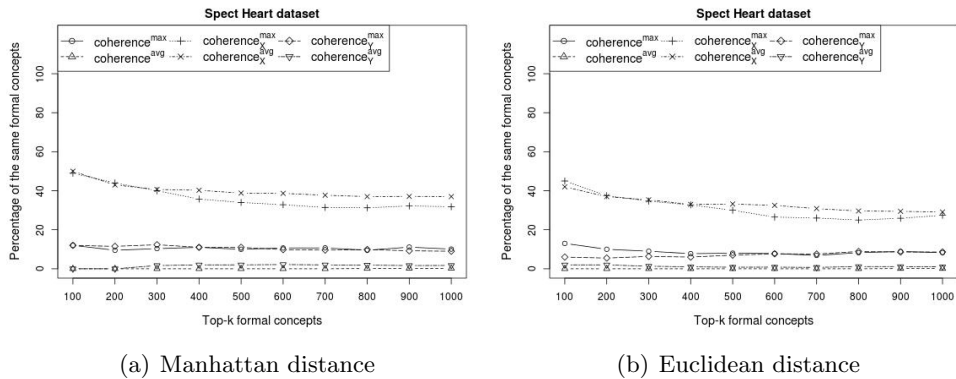 Spect Heart dataset
coherence^max coherence_X^max coherence_Y^max
coherence^avg coherence_X^avg coherence_Y^avg
Percentage of the same formal concepts
100
80
60
40
20
0
100 200 300 400 500 600 700 800 900 1000
Top-k formal concepts
(a) Manhattan distance
Spect Heart dataset
coherence^max coherence_X^max coherence_Y^max
coherence^avg coherence_X^avg coherence_Y^avg
Percentage of the same formal concepts
100
80
60
40
20
0
100 200 300 400 500 600 700 800 900 1000
Top-k formal concepts
(b) Euclidean distance